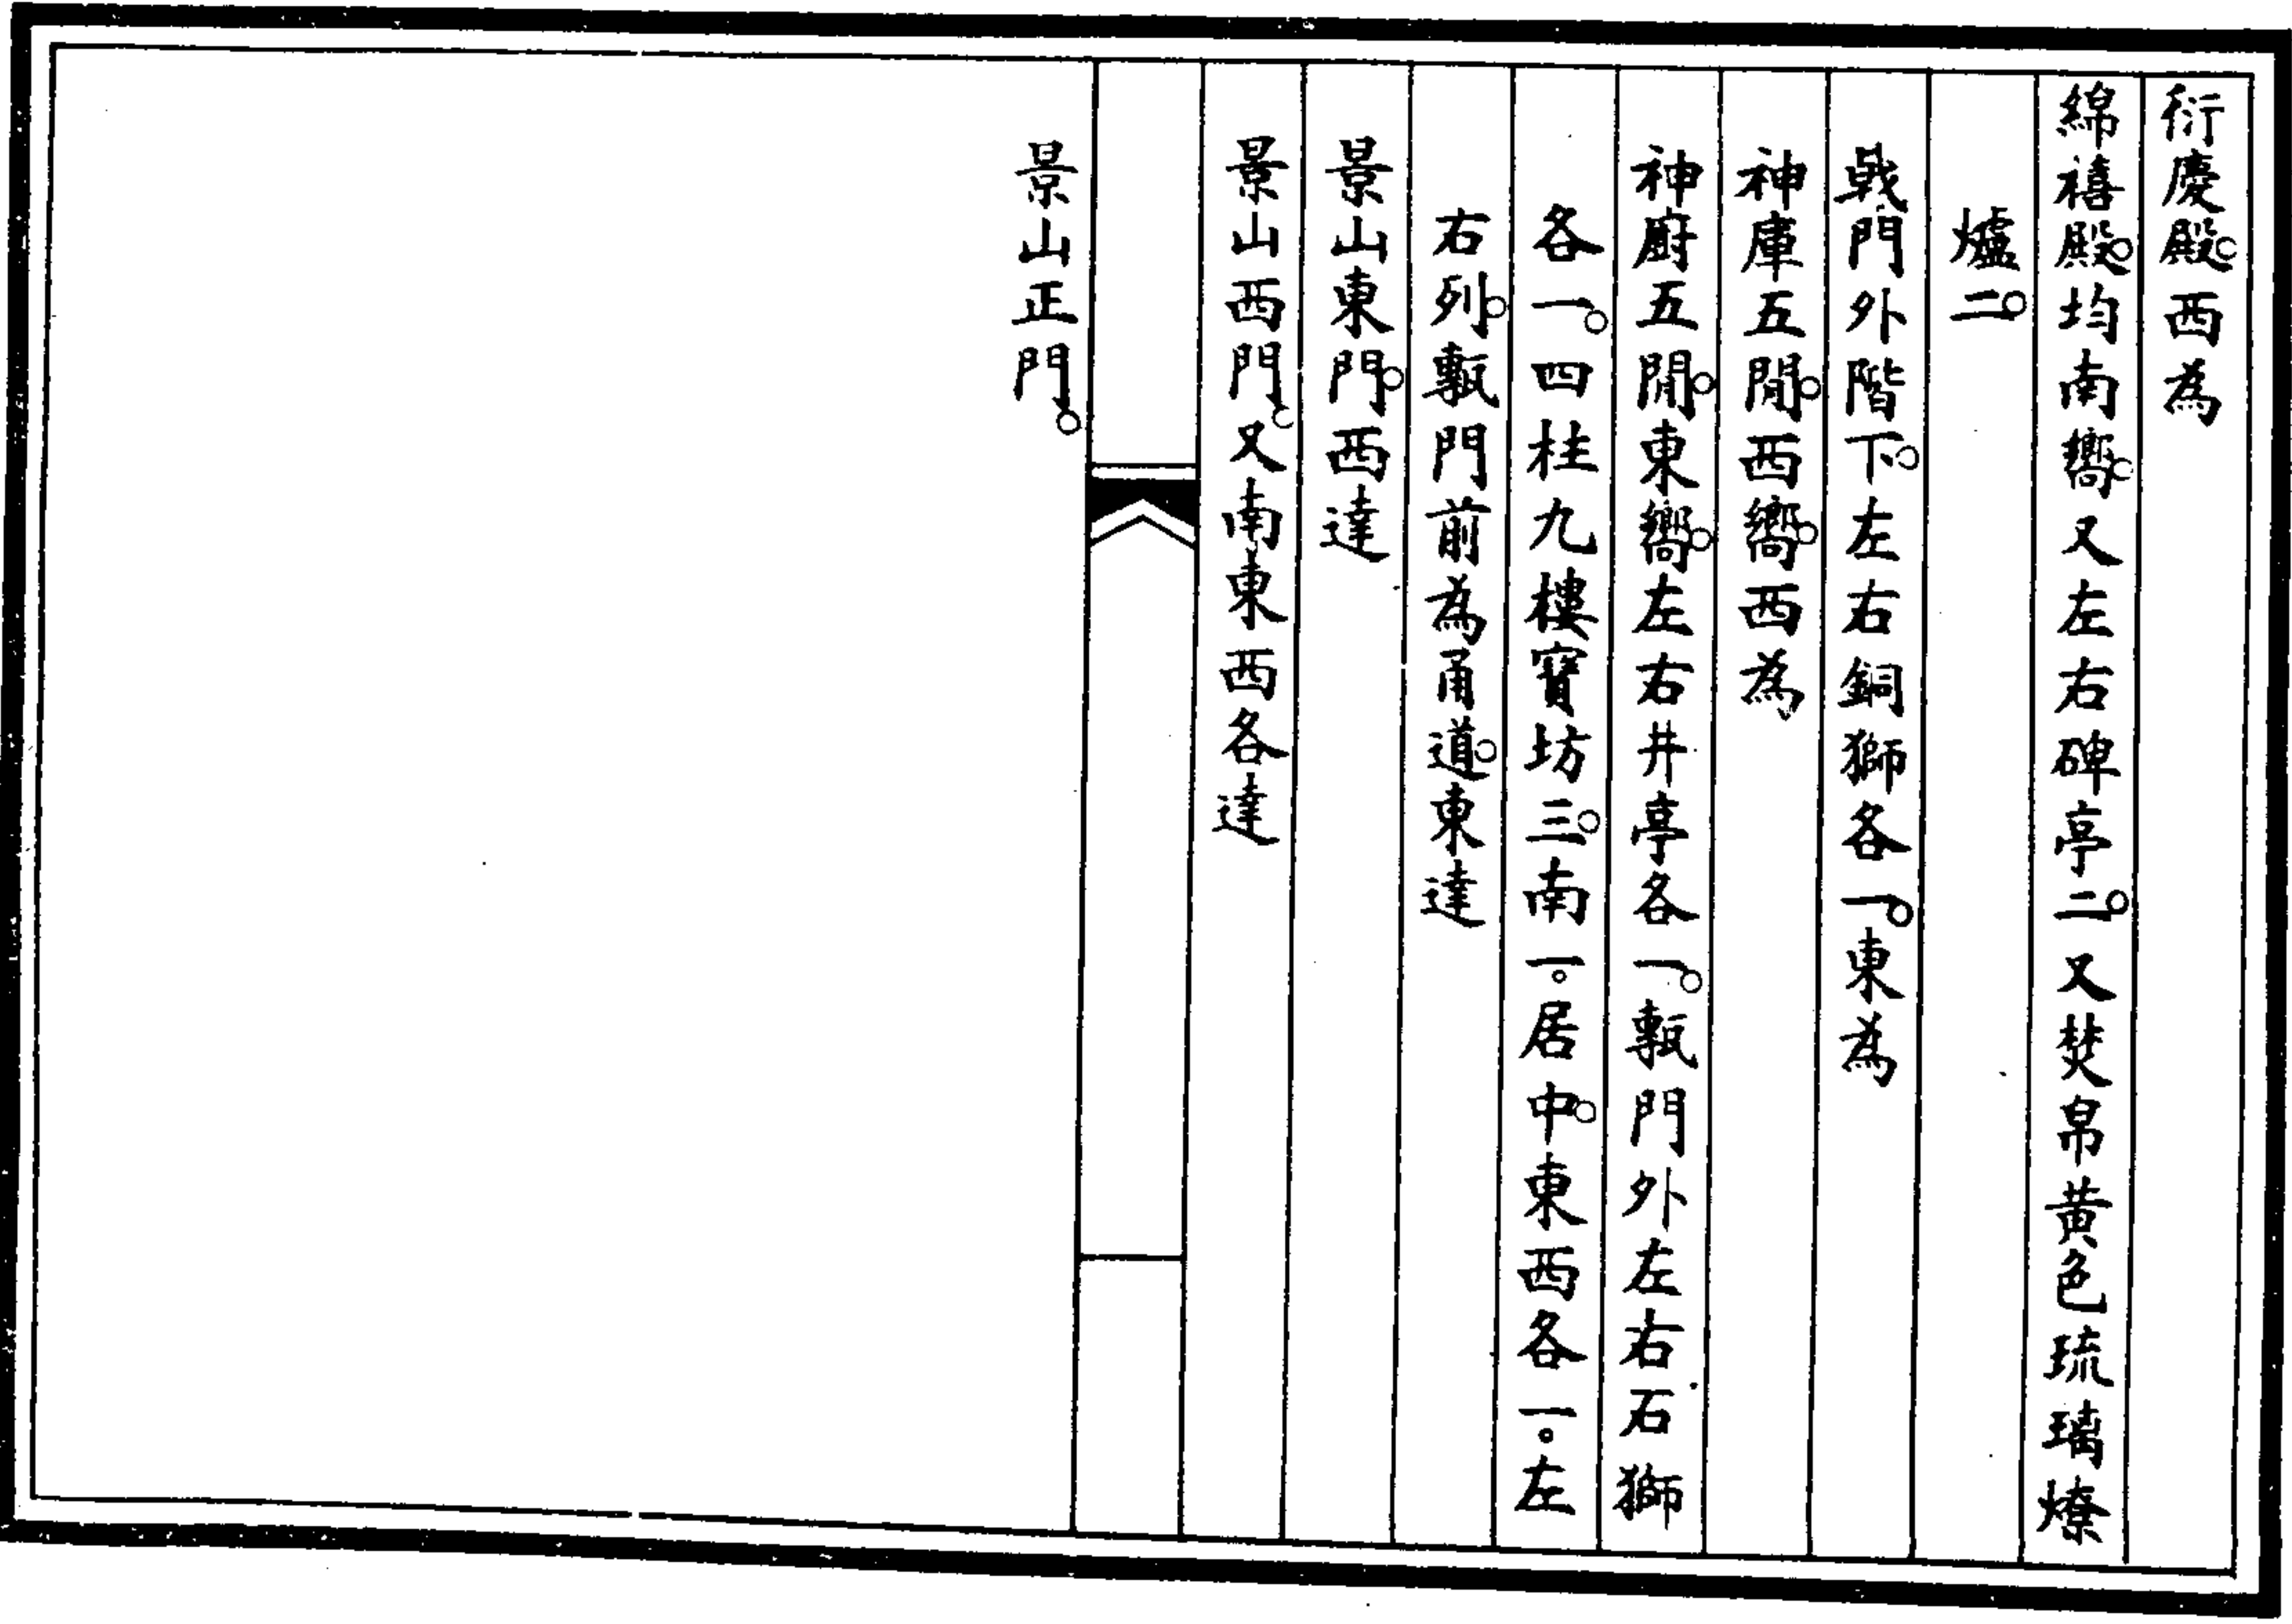 衍慶殿。西為
綿禧殿。均南嚮。又左右碑亭二。又焚帛黃色琉璃燎
爐二。
戟門外階下。左右銅獅各一。東為
神庫五閒。西嚮。西為
神廚五閒。東嚮。左右井亭各一。甎門外左右石獅
各一。四柱九樓寶坊三。南一。居中。東西各一。左
右列。甎門前為甬道。東達
景山東門。西達
景山西門。又南東西各達
景山正門。